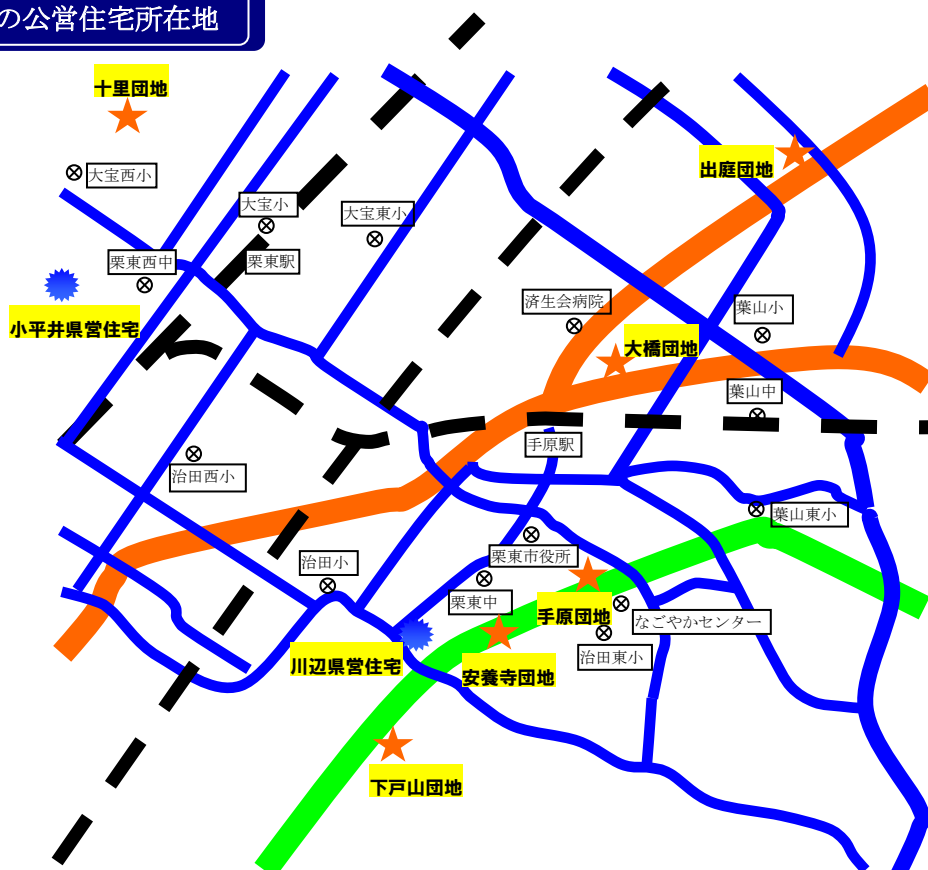 の公営住宅所在地
十里団地
大宝西小
出庭団地
大宝小
大宝東小
栗東西中
栗東駅
小平井県営住宅
済生会病院
葉山小
大橋団地
葉山中
手原駅
治田西小
葉山東小
栗東市役所
治田小
栗東中
手原団地
なごやかセンター
治田東小
川辺県営住宅
安養寺団地
下戸山団地